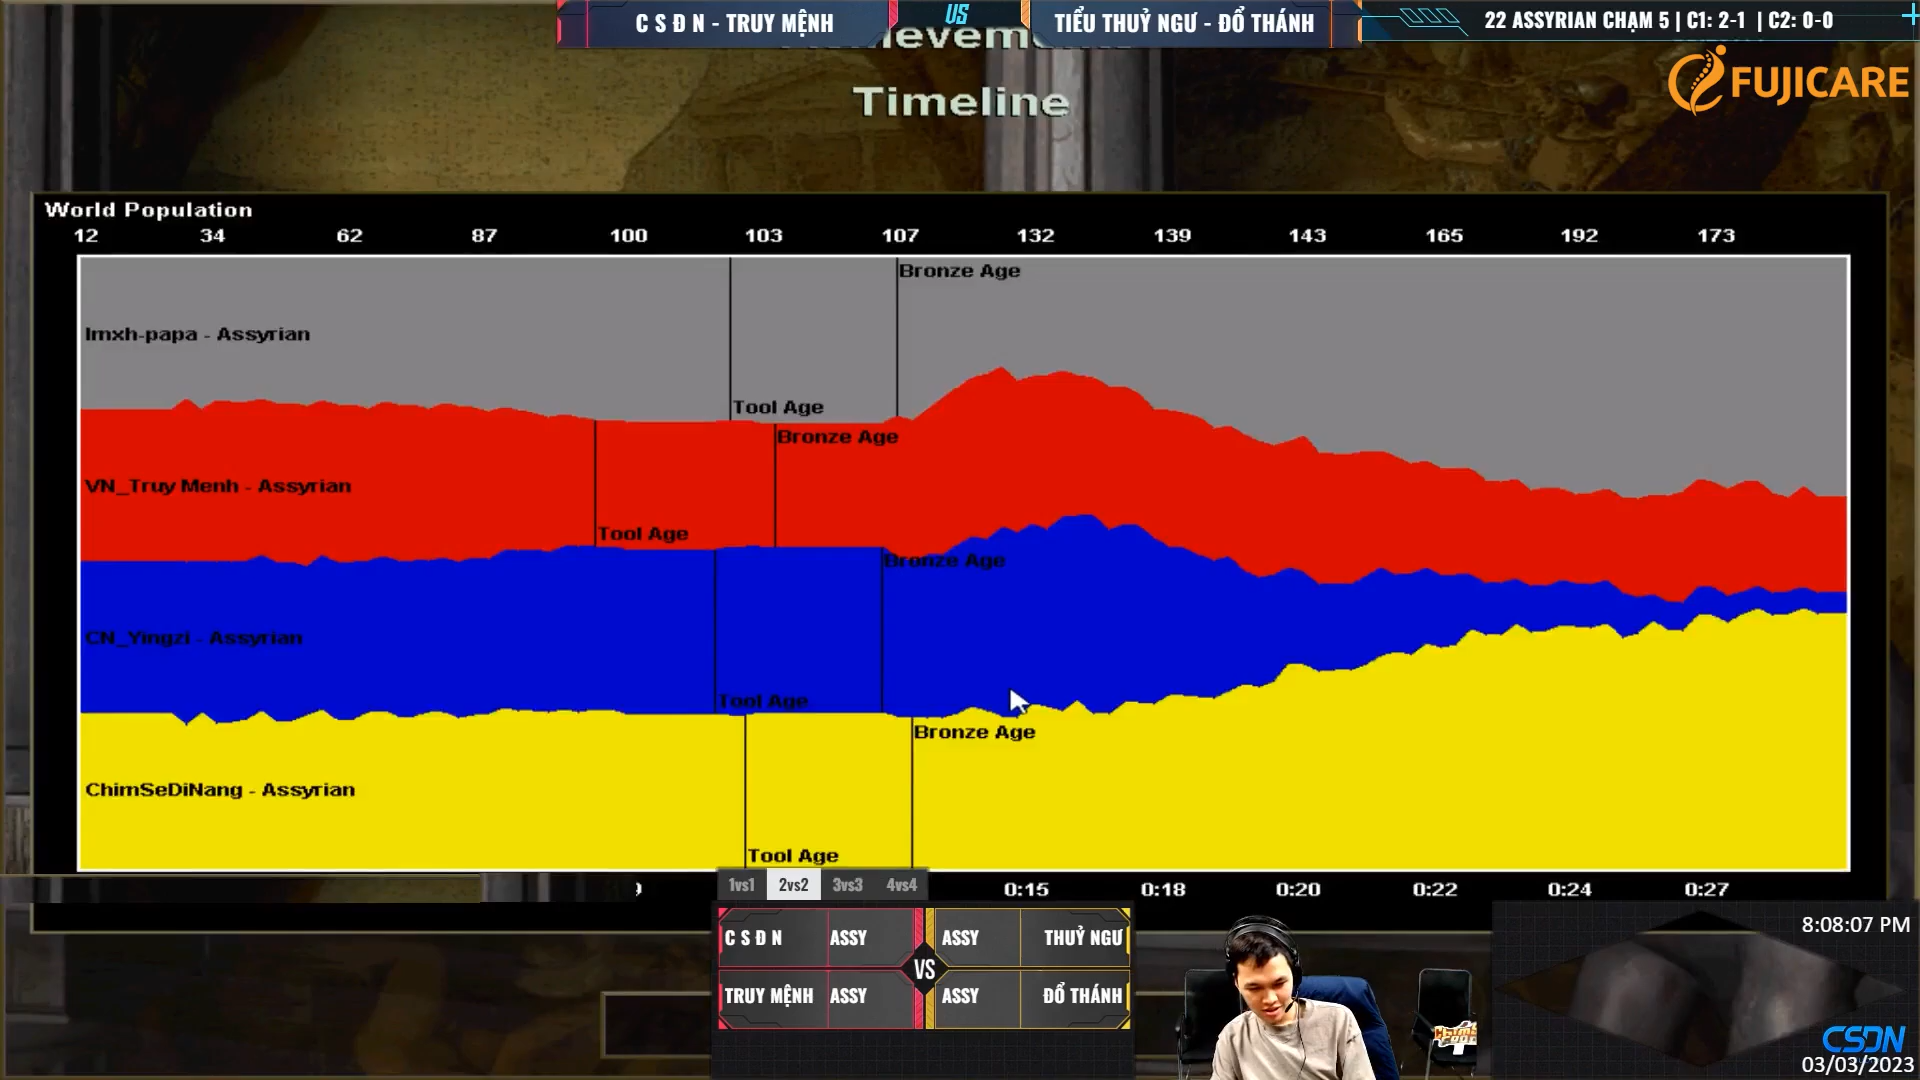 C S Đ N - TRUY MỆNH
VS
TIỂU THUỶ NGƯ - ĐỔ THÁNH
22 ASSYRIAN CHẠM 5 | C1: 2-1 | C2: 0-0
FUJICARE
Timeline
World Population
12 34 62 87 100 103 107 132 139 143 165 192 173
Bronze Age
Imxh-papa - Assyrian
Tool Age
Bronze Age
VN_Truy Menh - Assyrian
Tool Age
Bronze Age
CN_Yingzi - Assyrian
Tool Age
Bronze Age
ChimSeDiNang - Assyrian
Tool Age
0:15 0:18 0:20 0:22 0:24 0:27
1vs1 2vs2 3vs3 4vs4
C S Đ N ASSY ASSY THUỶ NGƯ
VS
TRUY MỆNH ASSY ASSY ĐỔ THÁNH
8:08:07 PM
CSDN
03/03/2023